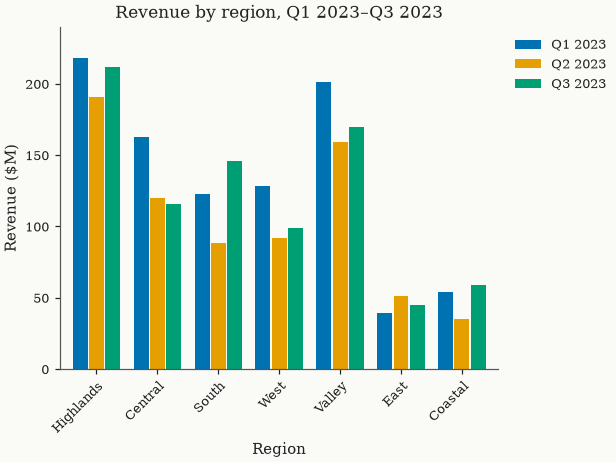 Revenue by region, Q1 2023–Q3 2023
Q1 2023
Q2 2023
Q3 2023
Revenue ($M)
200
150
100
50
0
Highlands
Central
South
West
Valley
East
Coastal
Region